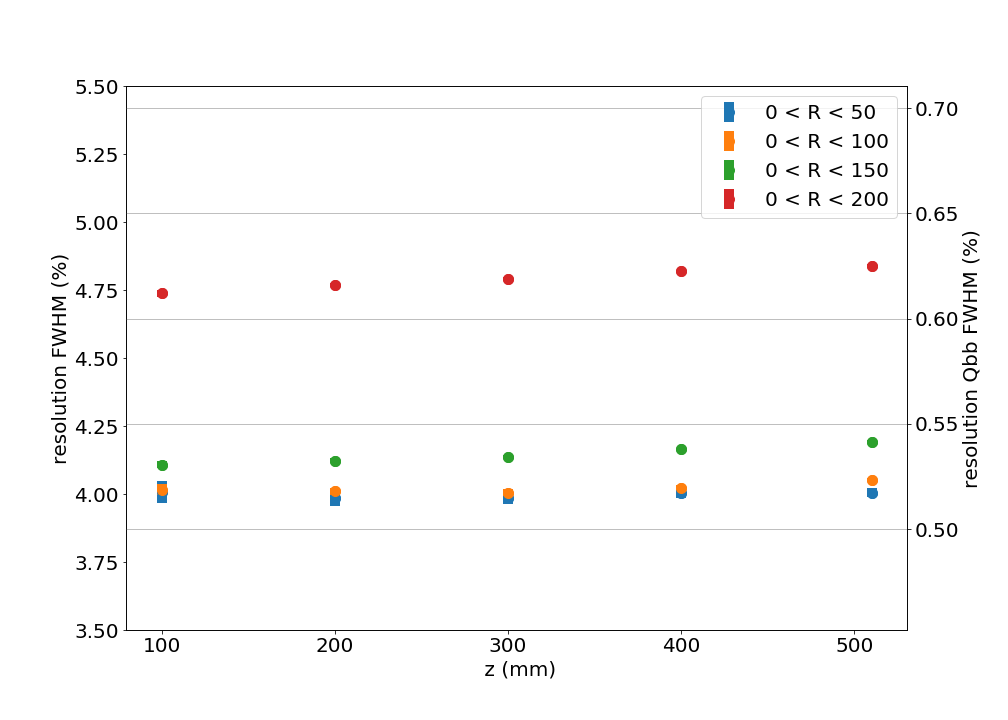 5.50
5.25
5.00
4.75
4.50
4.25
4.00
3.75
3.50
resolution FWHM (%)
100
200
300
400
500
z (mm)
0.70
0.65
0.60
0.55
0.50
resolution Qbb FWHM (%)
0 < R < 50
0 < R < 100
0 < R < 150
0 < R < 200